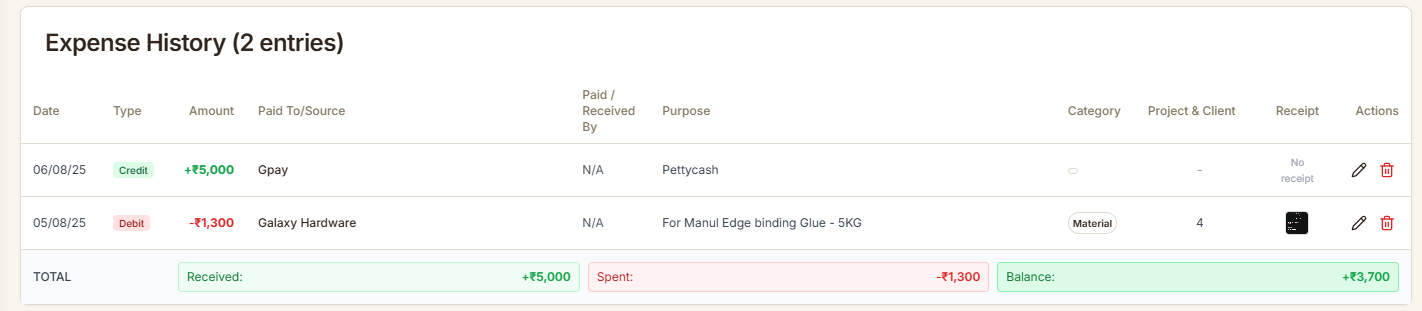 Expense History (2 entries)
Date Type Amount Paid To/Source Paid / Received By Purpose Category Project & Client Receipt Actions
06/08/25 Credit +₹5,000 Gpay N/A Pettycash - No receipt
05/08/25 Debit -₹1,300 Galaxy Hardware N/A For Manul Edge binding Glue - 5KG Material 4
TOTAL Received: +₹5,000 Spent: -₹1,300 Balance: +₹3,700